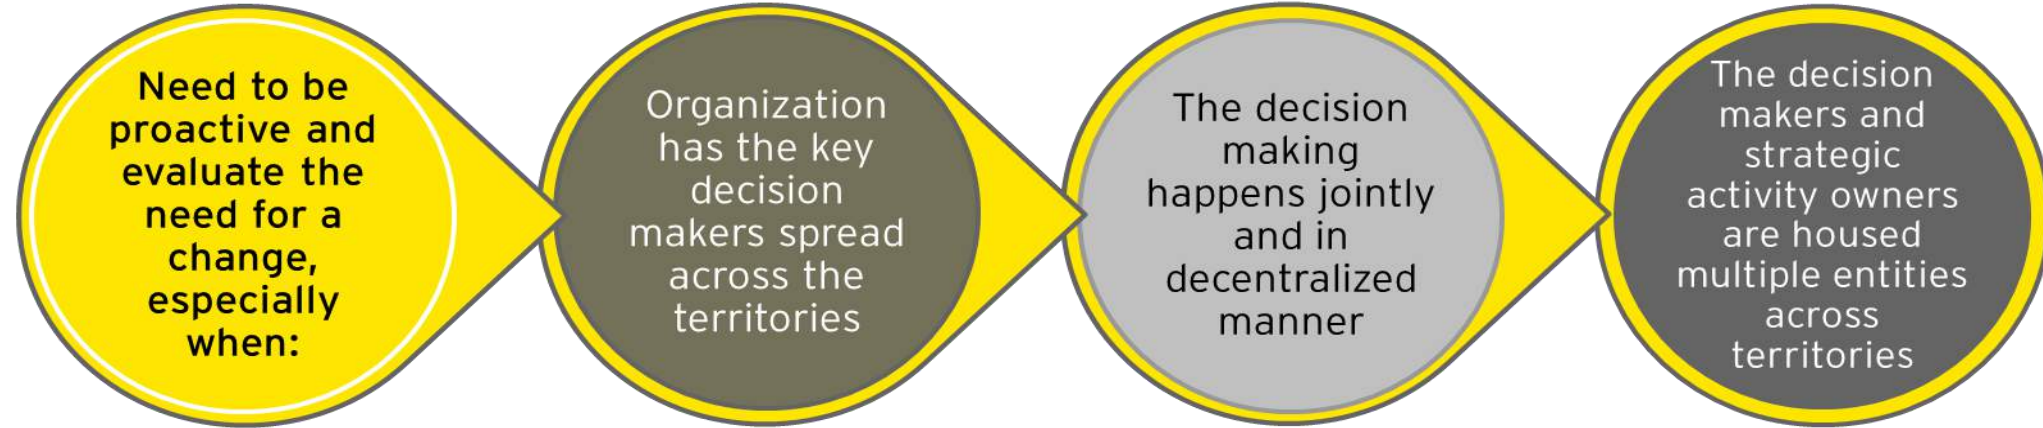 Need to be
proactive and
evaluate the
need for a
change,
especially
when:
Organization
has the key
decision
makers spread
across the
territories
The decision
making
happens jointly
and in
decentralized
manner
The decision
makers and
strategic
activity owners
are housed
multiple entities
across
territories